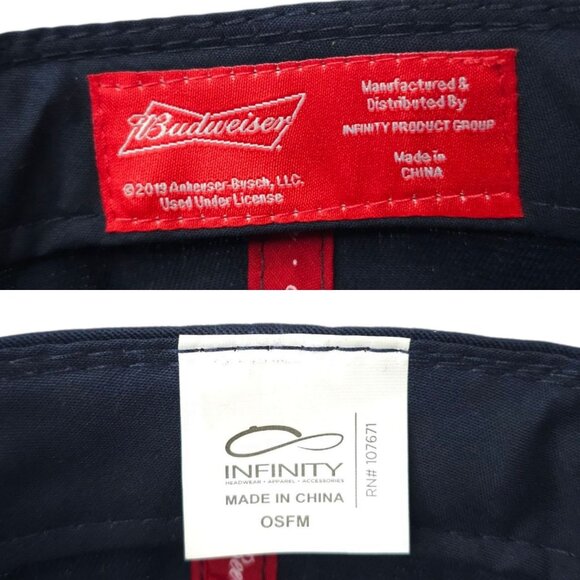 Budweiser
©2019 Anheuser-Busch, LLC.
Used Under License
Manufactured &
Distributed By
INFINITY PRODUCT GROUP
Made in
CHINA
INFINITY
HEADWEAR • APPAREL • ACCESSORIES
MADE IN CHINA
OSFM
RN# 107671